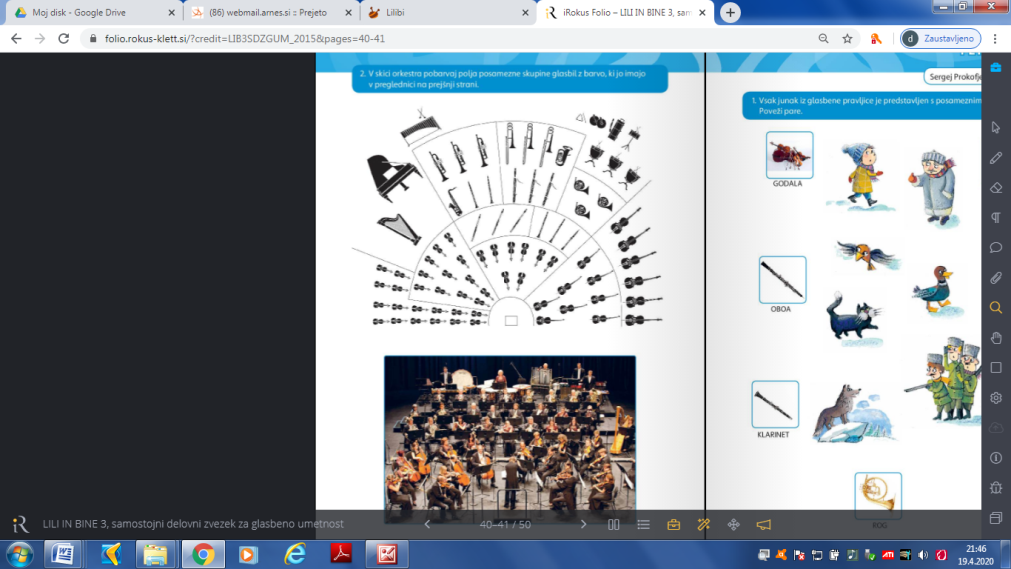 Moj disk - Google Drive
(86) webmail.arnes.si :: Prejeto
Lilibi
iRokus Folio – LILI IN BINE 3, sam
folio.rokus-klett.si/?credit=LIB3SDZGUM_2015&pages=40-41
d Zaustavljeno
2. V skici orkestra pobarvaj polja posamezne skupine glasbil z barvo, ki jo imajo
v preglednici na prejšnji strani.
Sergej Prokofje
1. Vsak junak iz glasbene pravljice je predstavljen s posameznim
Poveži pare.
GODALA
OBOA
KLARINET
ROG
LILI IN BINE 3, samostojni delovni zvezek za glasbeno umetnost
40–41 / 50
21:46
19.4.2020